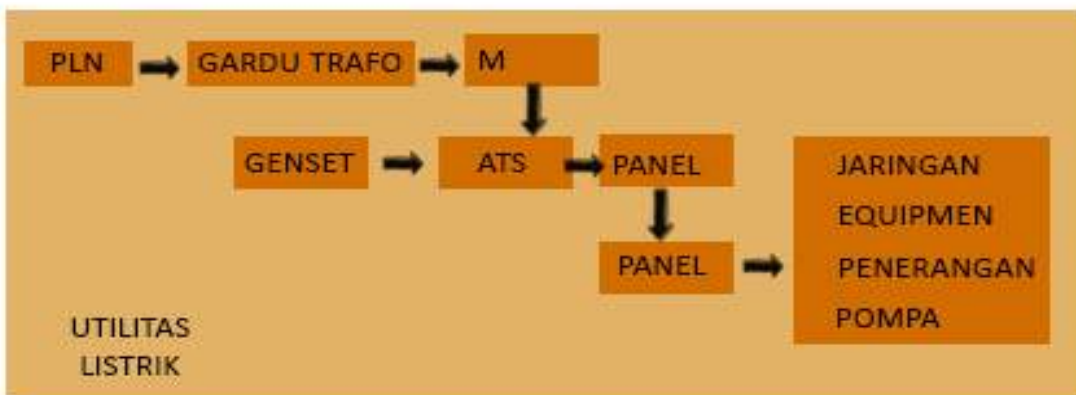 PLN
GARDU TRAFO
M
GENSET
ATS
PANEL
PANEL
JARINGAN
EQUIPMEN
PENERANGAN
POMPA
UTILITAS
LISTRIK